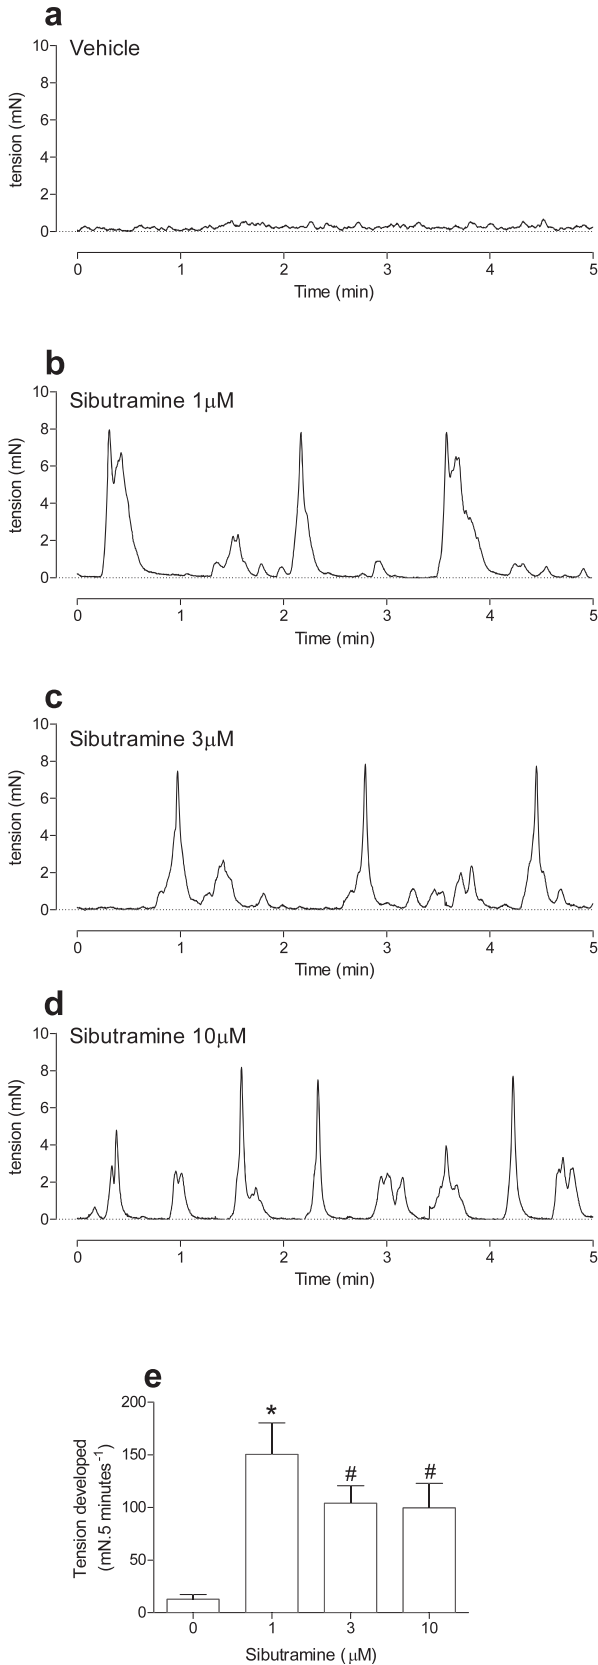 a
Vehicle
10
8
6
4
2
0
tension (mN)
0 1 2 3 4 5
Time (min)
b
Sibutramine 1μM
10
8
6
4
2
0
tension (mN)
0 1 2 3 4 5
Time (min)
c
Sibutramine 3μM
10
8
6
4
2
0
tension (mN)
0 1 2 3 4 5
Time (min)
d
Sibutramine 10μM
10
8
6
4
2
0
tension (mN)
0 1 2 3 4 5
Time (min)
e
200
150
100
50
0
Tension developed
(mN.5 minutes-1)
*
#
#
0 1 3 10
Sibutramine (μM)